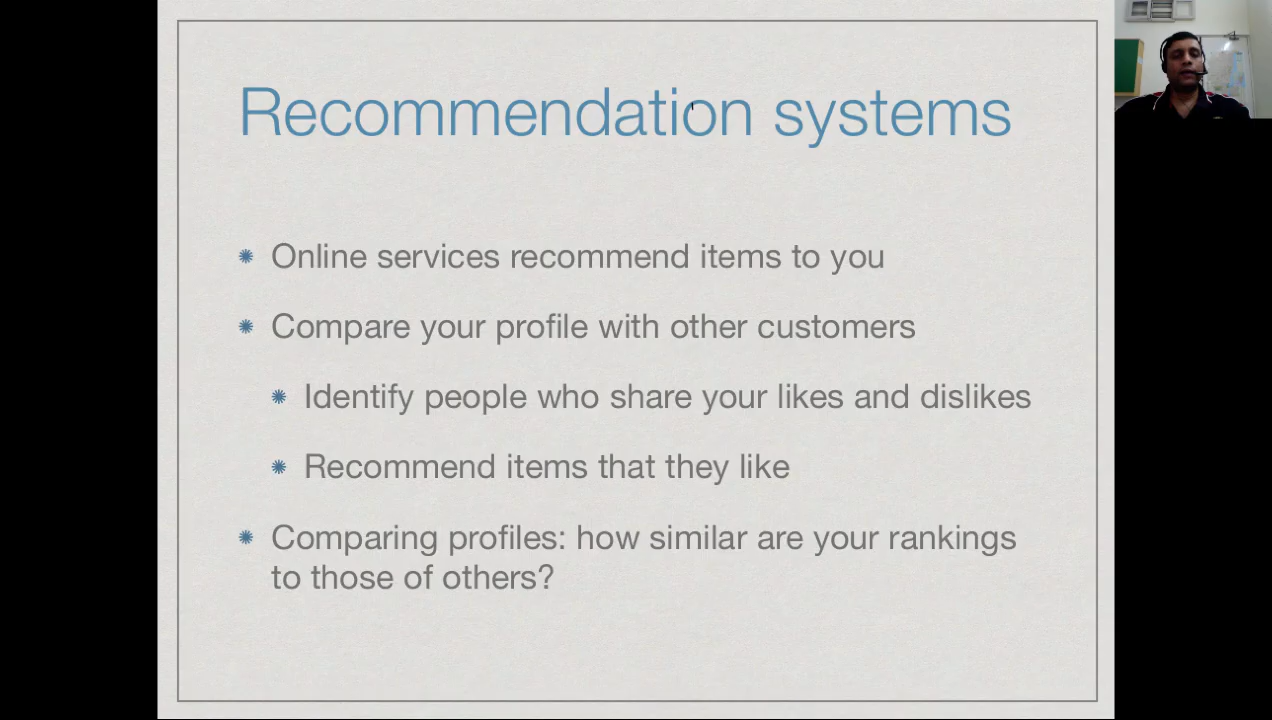 Recommendation systems
Online services recommend items to you
Compare your profile with other customers
Identify people who share your likes and dislikes
Recommend items that they like
Comparing profiles: how similar are your rankings
to those of others?